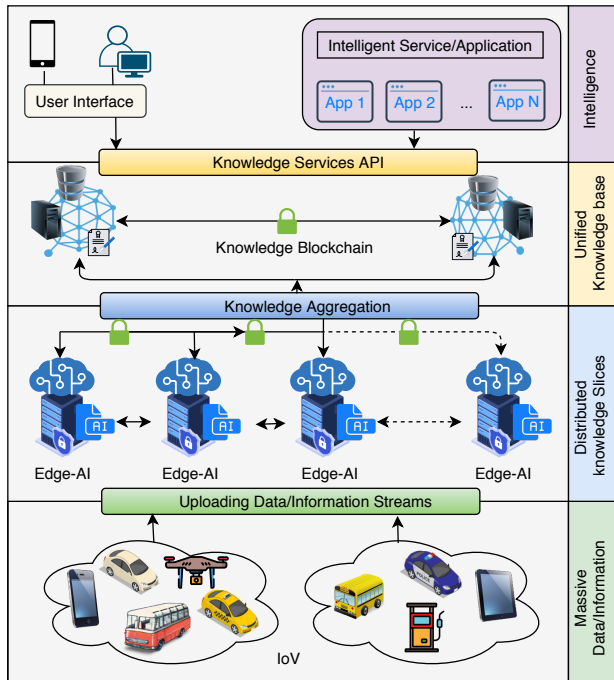 Intelligent Service/Application
User Interface
App 1
App 2
...
App N
Intelligence
Knowledge Services API
Knowledge Blockchain
Unified
Knowledge base
Knowledge Aggregation
AI
AI
AI
AI
Edge-AI
Edge-AI
Edge-AI
Edge-AI
Distributed
knowledge Slices
Uploading Data/Information Streams
POLICE
IoV
Massive
Data/Information